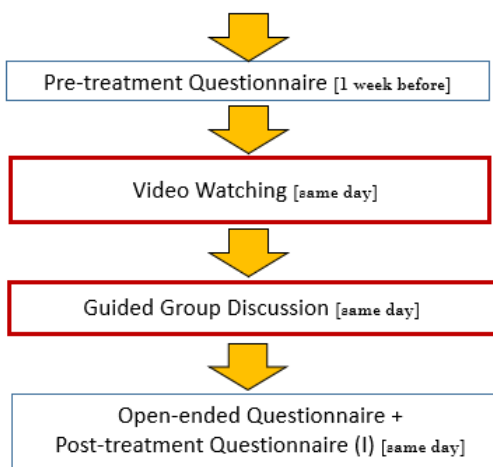 Pre-treatment Questionnaire [1 week before]
Video Watching [same day]
Guided Group Discussion [same day]
Open-ended Questionnaire +
Post-treatment Questionnaire (I) [same day]